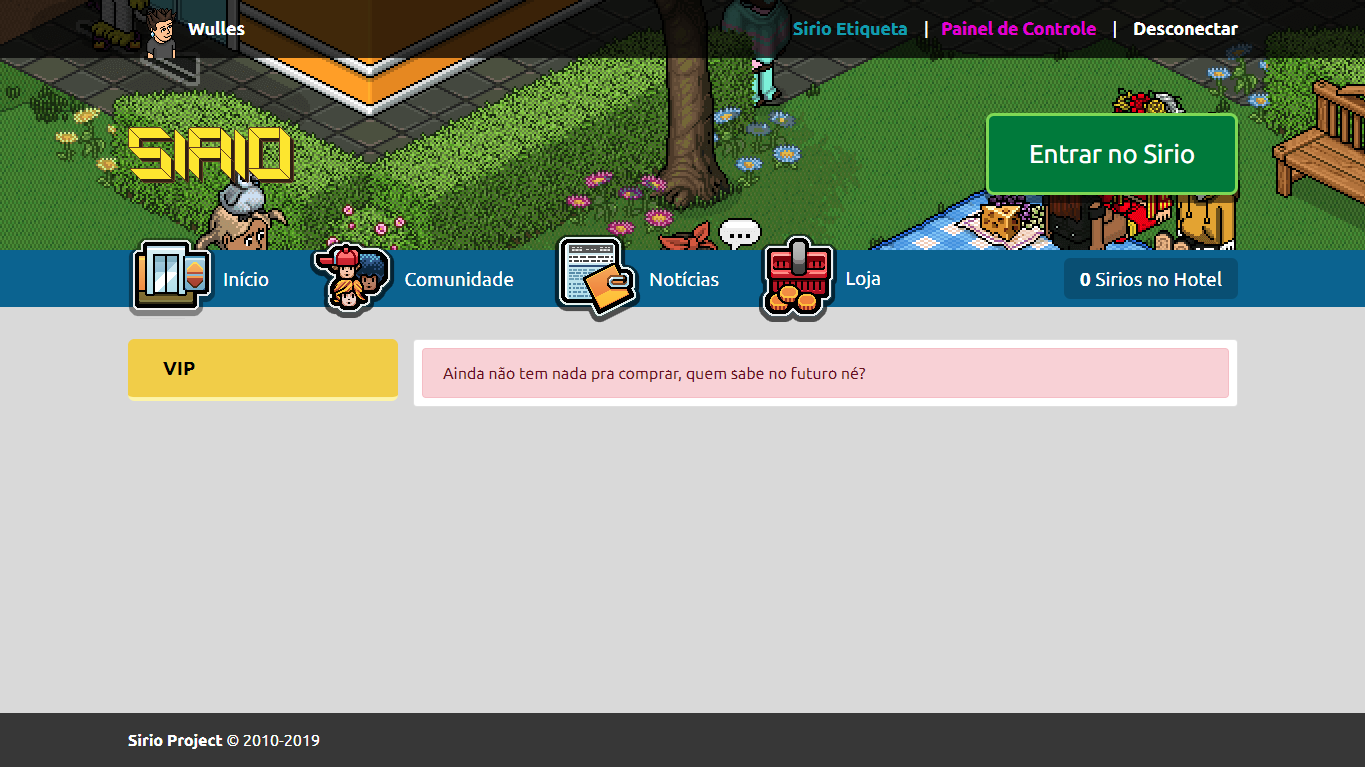 Wulles
Sirio Etiqueta | Painel de Controle | Desconectar
SIRIO
Entrar no Sirio
Início
Comunidade
Notícias
Loja
0 Sirios no Hotel
VIP
Ainda não tem nada pra comprar, quem sabe no futuro né?
Sirio Project © 2010-2019